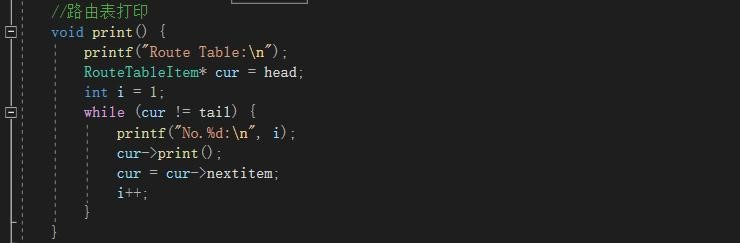 //路由表打印
void print() {
printf("Route Table:\n");
RouteTableItem* cur = head;
int i = 1;
while (cur != tail) {
printf("No.%d:\n", i);
cur->print();
cur = cur->nextitem;
i++;
}
}